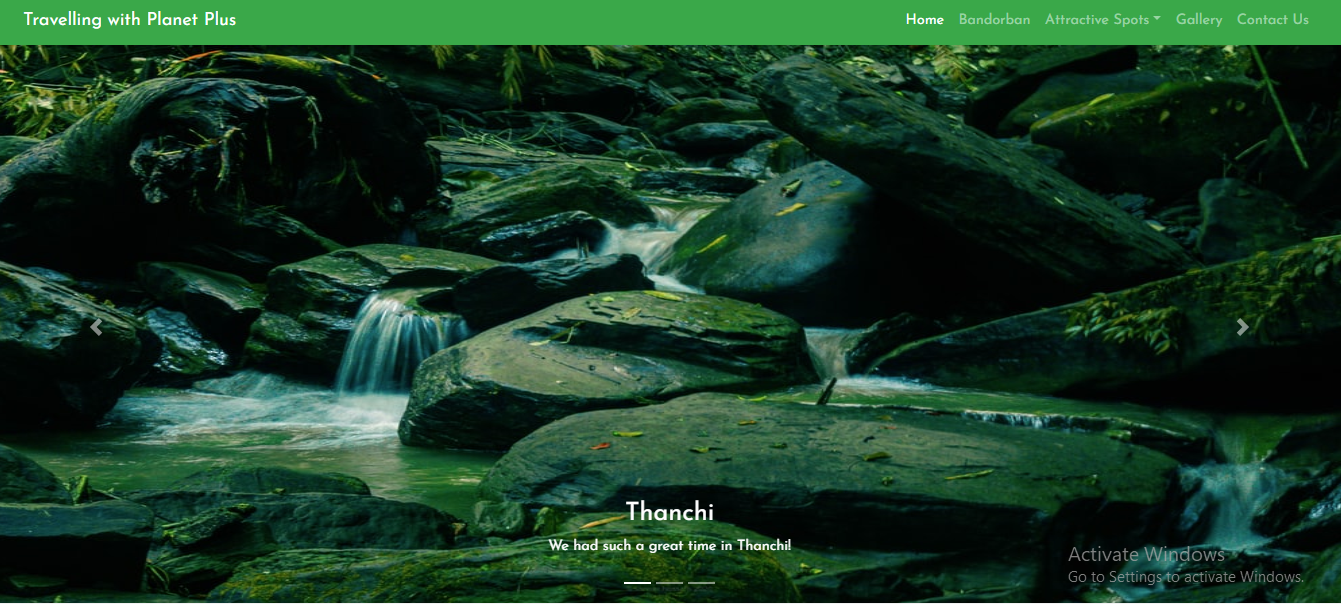 Travelling with Planet Plus
Home Bandorban Attractive Spots Gallery Contact Us
Thanchi
We had such a great time in Thanchi!
Activate Windows
Go to Settings to activate Windows.